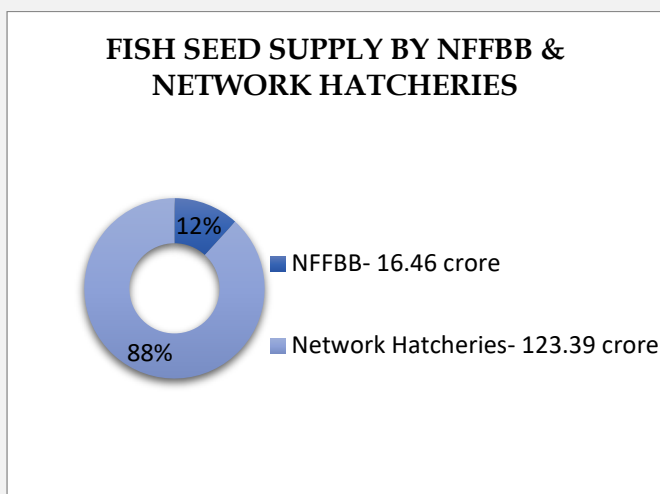 FISH SEED SUPPLY BY NFFBB &
NETWORK HATCHERIES
12%
NFFBB- 16.46 crore
Network Hatcheries- 123.39 crore
88%